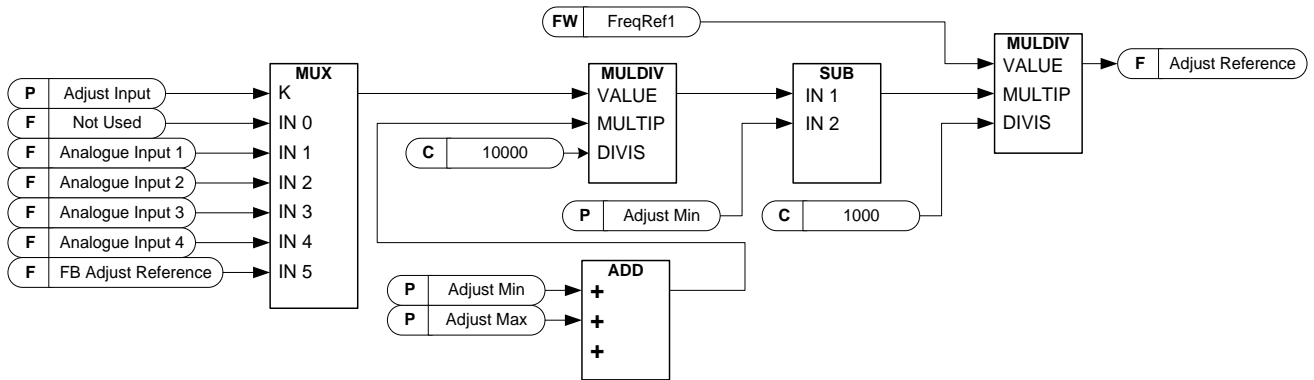 FW FreqRef1
MULDIV
VALUE
MULTIP
DIVIS
F Adjust Reference
MUX
K
IN 0
IN 1
IN 2
IN 3
IN 4
IN 5
P Adjust Input
F Not Used
F Analogue Input 1
F Analogue Input 2
F Analogue Input 3
F Analogue Input 4
F FB Adjust Reference
MULDIV
VALUE
MULTIP
DIVIS
C 10000
SUB
IN 1
IN 2
P Adjust Min
C 1000
ADD
+
+
+
P Adjust Min
P Adjust Max